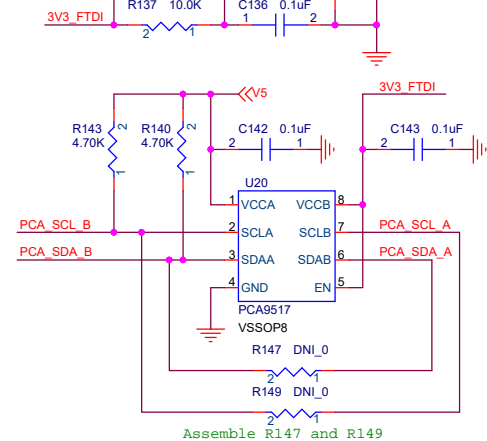 R137 10.0K C136 0.1uF
3V3_FTDI 2 1 1 2
V5 3V3_FTDI
R143 2 R140 2 C142 0.1uF C143 0.1uF
4.70K 4.70K 2 1 2 1
1 1
U20
1 VCCA VCCB 8
PCA_SCL_B 2 SCLA SCLB 7 PCA_SCL_A
PCA_SDA_B 3 SDAA SDAB 6 PCA_SDA_A
4 GND EN 5
PCA9517
VSSOP8
R147 DNI_0
2 1
R149 DNI_0
2 1
Assemble R147 and R149